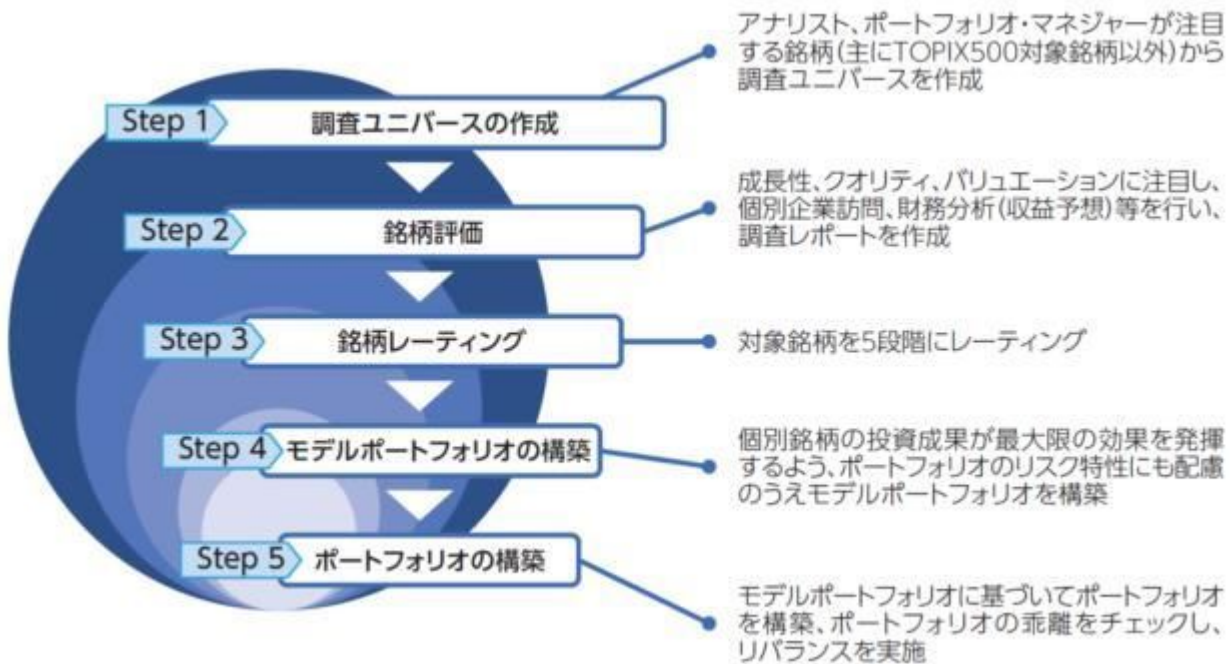 アナリスト、ポートフォリオ・マネジャーが注目
する銘柄(主にTOPIX500対象銘柄以外)から
調査ユニバースを作成
Step 1
調査ユニバースの作成
成長性、クオリティ、バリュエーションに注目し、
個別企業訪問、財務分析(収益予想)等を行い、
調査レポートを作成
Step 2
銘柄評価
Step 3
銘柄レーティング
対象銘柄を5段階にレーティング
Step 4
モデルポートフォリオの構築
個別銘柄の投資成果が最大限の効果を発揮
するよう、ポートフォリオのリスク特性にも配慮
のうえモデルポートフォリオを構築
Step 5
ポートフォリオの構築
モデルポートフォリオに基づいてポートフォリオ
を構築、ポートフォリオの乖離をチェックし、
リバランスを実施